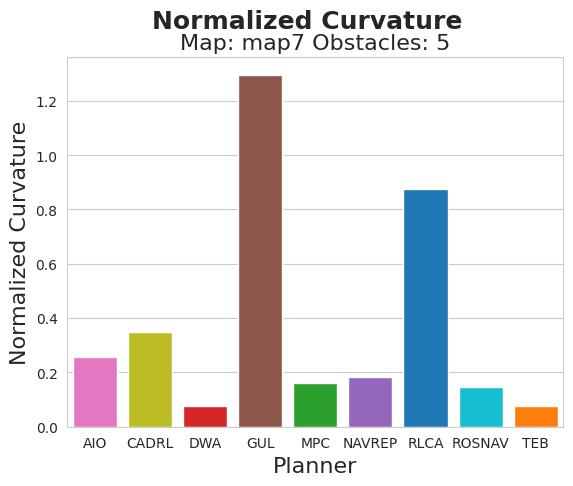 Normalized Curvature
Map: map7 Obstacles: 5
Normalized Curvature
1.2
1.0
0.8
0.6
0.4
0.2
0.0
AIO CADRL DWA GUL MPC NAVREP RLCA ROSNAV TEB
Planner